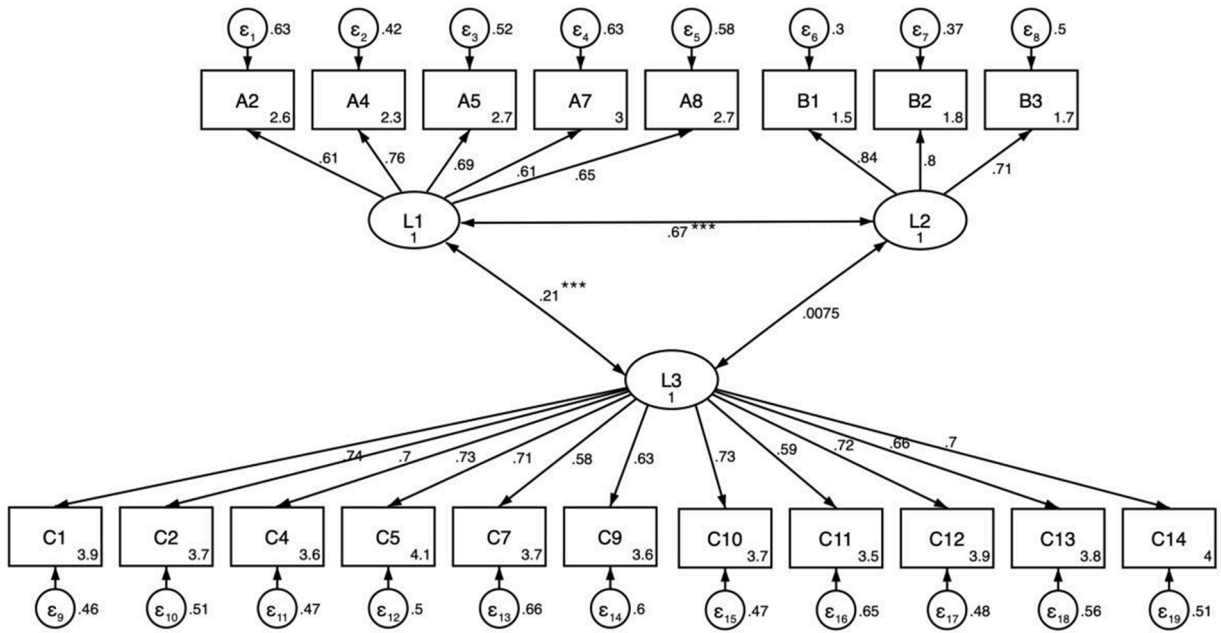 ε1 .63 ε2 .42 ε3 .52 ε4 .63 ε5 .58 ε6 .3 ε7 .37 ε8 .5
A2 A4 A5 A7 A8 B1 B2 B3
2.6 2.3 2.7 3 2.7 1.5 1.8 1.7
.61 .76 .69 .61 .65 .84 .8 .71
L1 L2
1 1
.67***
.21***
.0075
L3
1
.74 .7 .73 .71 .58 .63 .73 .59 .72 .66 .7
C1 C2 C4 C5 C7 C9 C10 C11 C12 C13 C14
3.9 3.7 3.6 4.1 3.7 3.6 3.7 3.5 3.9 3.8 4
ε9 .46 ε10 .51 ε11 .47 ε12 .5 ε13 .66 ε14 .6 ε15 .47 ε16 .65 ε17 .48 ε18 .56 ε19 .51